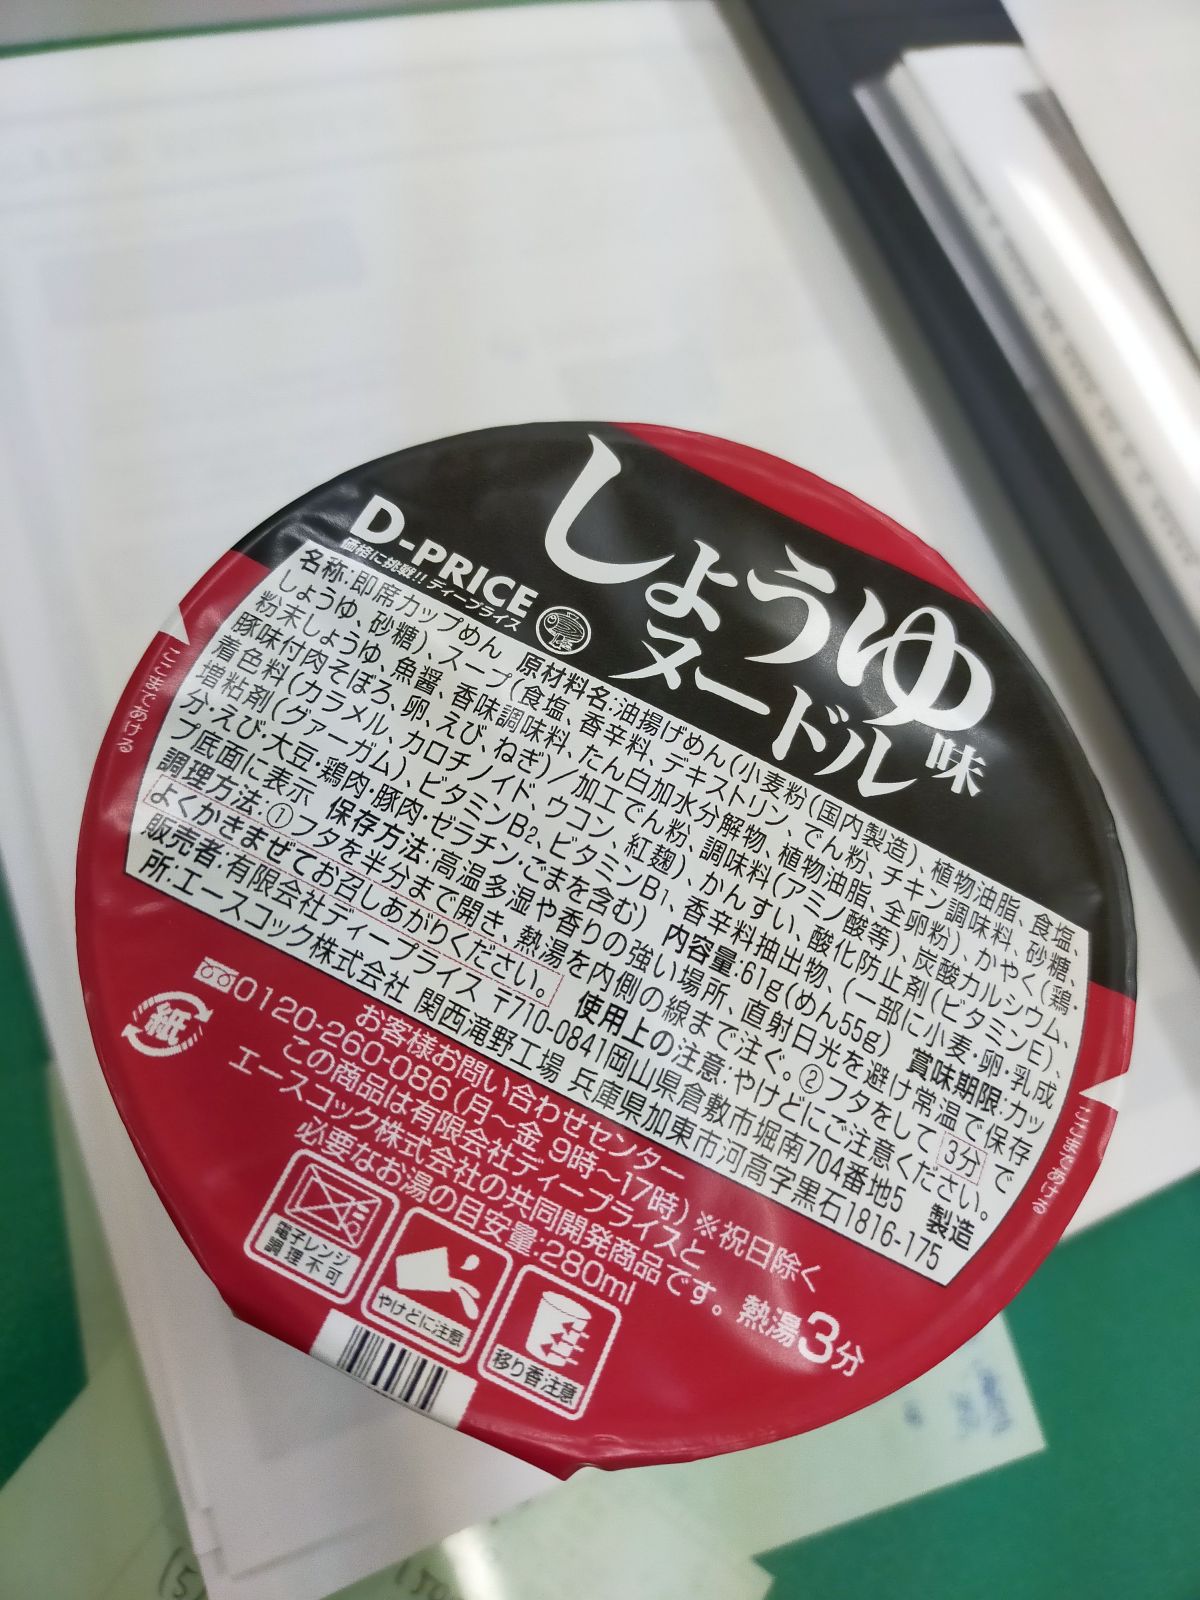 しょうゆ味
ヌードル
D-PRICE
価格に挑戦!! ディープライス
名称:即席カップめん 原材料名:油揚げめん(小麦粉(国内製造)、植物油脂、食塩、
しょうゆ、砂糖)、スープ(食塩、香辛料、デキストリン、でん粉、チキン調味料、砂糖、
粉末しょうゆ、魚醤、香味調味料、たん白加水分解物、植物油脂、全卵粉)、かやく(鶏・
豚味付肉そぼろ、卵、えび、ねぎ)/加工でん粉、調味料(アミノ酸等)、炭酸カルシウム、
着色料(カラメル、カロチノイド、ウコン、紅麹)、かんすい、酸化防止剤(ビタミンE)、
増粘剤(グァーガム)、ビタミンB2、ビタミンB1、香辛料抽出物、(一部に小麦・卵・乳成
分・えび・大豆・鶏肉・豚肉・ゼラチン・ごまを含む) 内容量:61g(めん55g) 賞味期限:カッ
プ底面に表示 保存方法:高温多湿や香りの強い場所、直射日光を避け常温で保存
調理方法:①フタを半分まで開き、熱湯を内側の線まで注ぐ。②フタをして3分で
よくかきまぜてお召しあがりください。 使用上の注意:やけどにご注意ください。
販売者:有限会社ディープライス 〒710-0841岡山県倉敷市堀南704番地5 製造
所:エースコック株式会社 関西滝野工場 兵庫県加東市河高字黒石1816-175
ここまであける
ここまであける
お客様お問い合わせセンター
0120-260-086(月～金 9時～17時)※祝日除く
この商品は有限会社ディープライスと
エースコック株式会社の共同開発商品です。
必要なお湯の目安量:280ml
熱湯3分
紙
電子レンジ
調理不可
やけどに注意
移り香注意
(5)